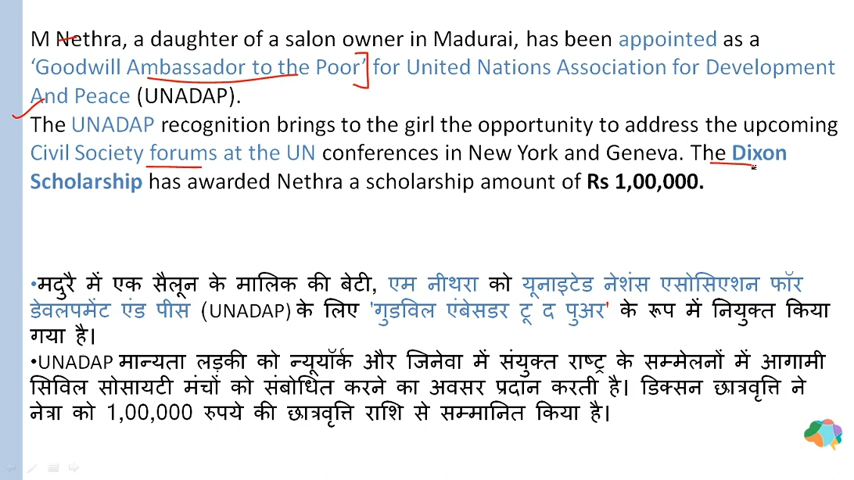 M Nethra, a daughter of a salon owner in Madurai, has been appointed as a
‘Goodwill Ambassador to the Poor’ for United Nations Association for Development
And Peace (UNADAP).
The UNADAP recognition brings to the girl the opportunity to address the upcoming
Civil Society forums at the UN conferences in New York and Geneva. The Dixon
Scholarship has awarded Nethra a scholarship amount of Rs 1,00,000.
•मदुरै में एक सैलून के मालिक की बेटी, एम नीथरा को यूनाइटेड नेशंस एसोसिएशन फॉर
डेवलपमेंट एंड पीस (UNADAP) के लिए 'गुडविल एंबेसडर टू द पुअर' के रूप में नियुक्त किया
गया है।
•UNADAP मान्यता लड़की को न्यूयॉर्क और जिनेवा में संयुक्त राष्ट्र के सम्मेलनों में आगामी
सिविल सोसायटी मंचों को संबोधित करने का अवसर प्रदान करती है। डिक्सन छात्रवृत्ति ने
नेत्रा को 1,00,000 रुपये की छात्रवृत्ति राशि से सम्मानित किया है।